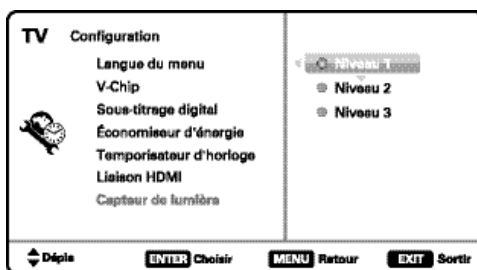 TV Configuration
Langue du menu
V-Chip
Sous-titrage digital
Économiseur d'énergie
Temporisateur d'horloge
Liaison HDMI
Capteur de lumière
Niveau 1
Niveau 2
Niveau 3
Dépla ENTER Choisir MENU Retour EXIT Sortir